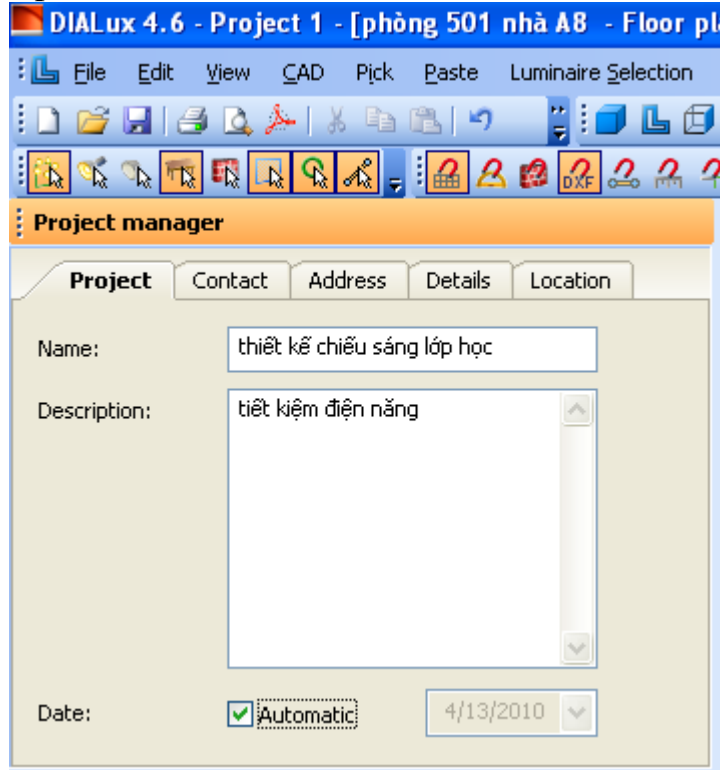 DIALux 4.6 - Project 1 - [phòng 501 nhà A8 - Floor pl
File Edit View CAD Pick Paste Luminaire Selection
DXF
Project manager
Project Contact Address Details Location
Name: thiết kế chiếu sáng lớp học
Description: tiết kiệm điện năng
Date: Automatic 4/13/2010